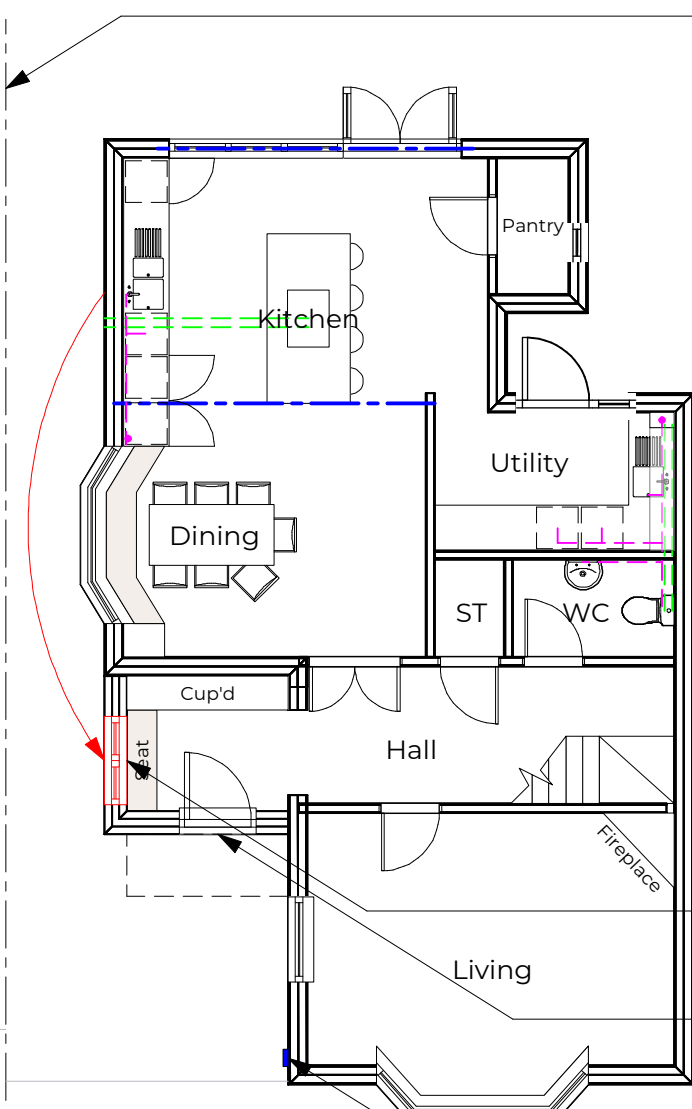 Pantry
Kitchen
Utility
Dining
ST
WC
Cup'd
Seat
Hall
Fireplace
Living